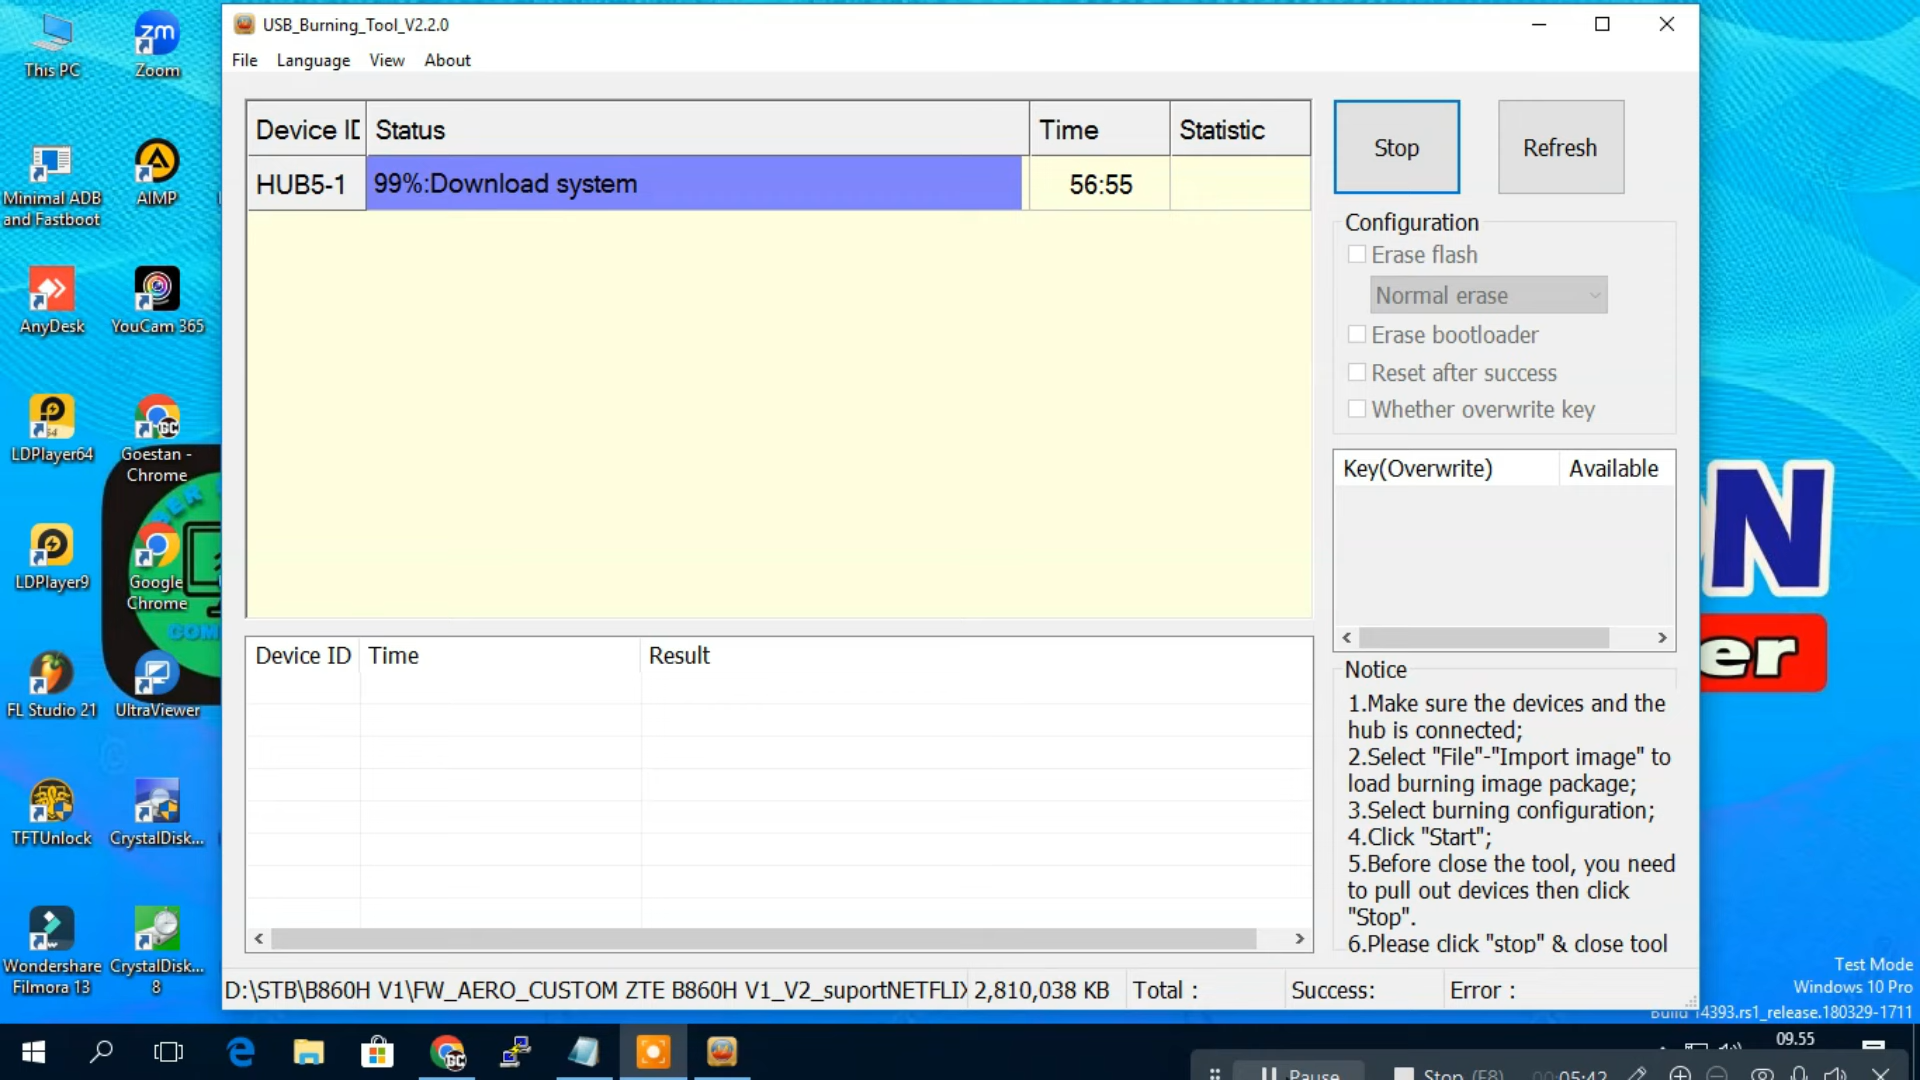 USB_Burning_Tool_V2.2.0
File Language View About
Device ID Status Time Statistic
HUB5-1 99%:Download system 56:55
Stop
Refresh
Configuration
Erase flash
Normal erase
Erase bootloader
Reset after success
Whether overwrite key
Key(Overwrite) Available
Device ID Time Result
Notice
1.Make sure the devices and the
hub is connected;
2.Select "File"-"Import image" to
load burning image package;
3.Select burning configuration;
4.Click "Start";
5.Before close the tool, you need
to pull out devices then click
"Stop".
6.Please click "stop" & close tool
D:\STB\B860H V1\FW_AERO_CUSTOM ZTE B860H V1_V2_suportNETFLIX 2,810,038 KB Total : Success: Error :
This PC
Zoom
Minimal ADB
and Fastboot
AIMP
AnyDesk
YouCam 365
LDPlayer64
Goestan -
Chrome
LDPlayer9
Google
Chrome
FL Studio 21
UltraViewer
TFTUnlock
CrystalDisk...
Wondershare
Filmora 13
CrystalDisk...
8
N
er
COM
Test Mode
Windows 10 Pro
Build 14393.rs1_release.180329-1711
09.55
Pause
Stop (F8)
00:05:42